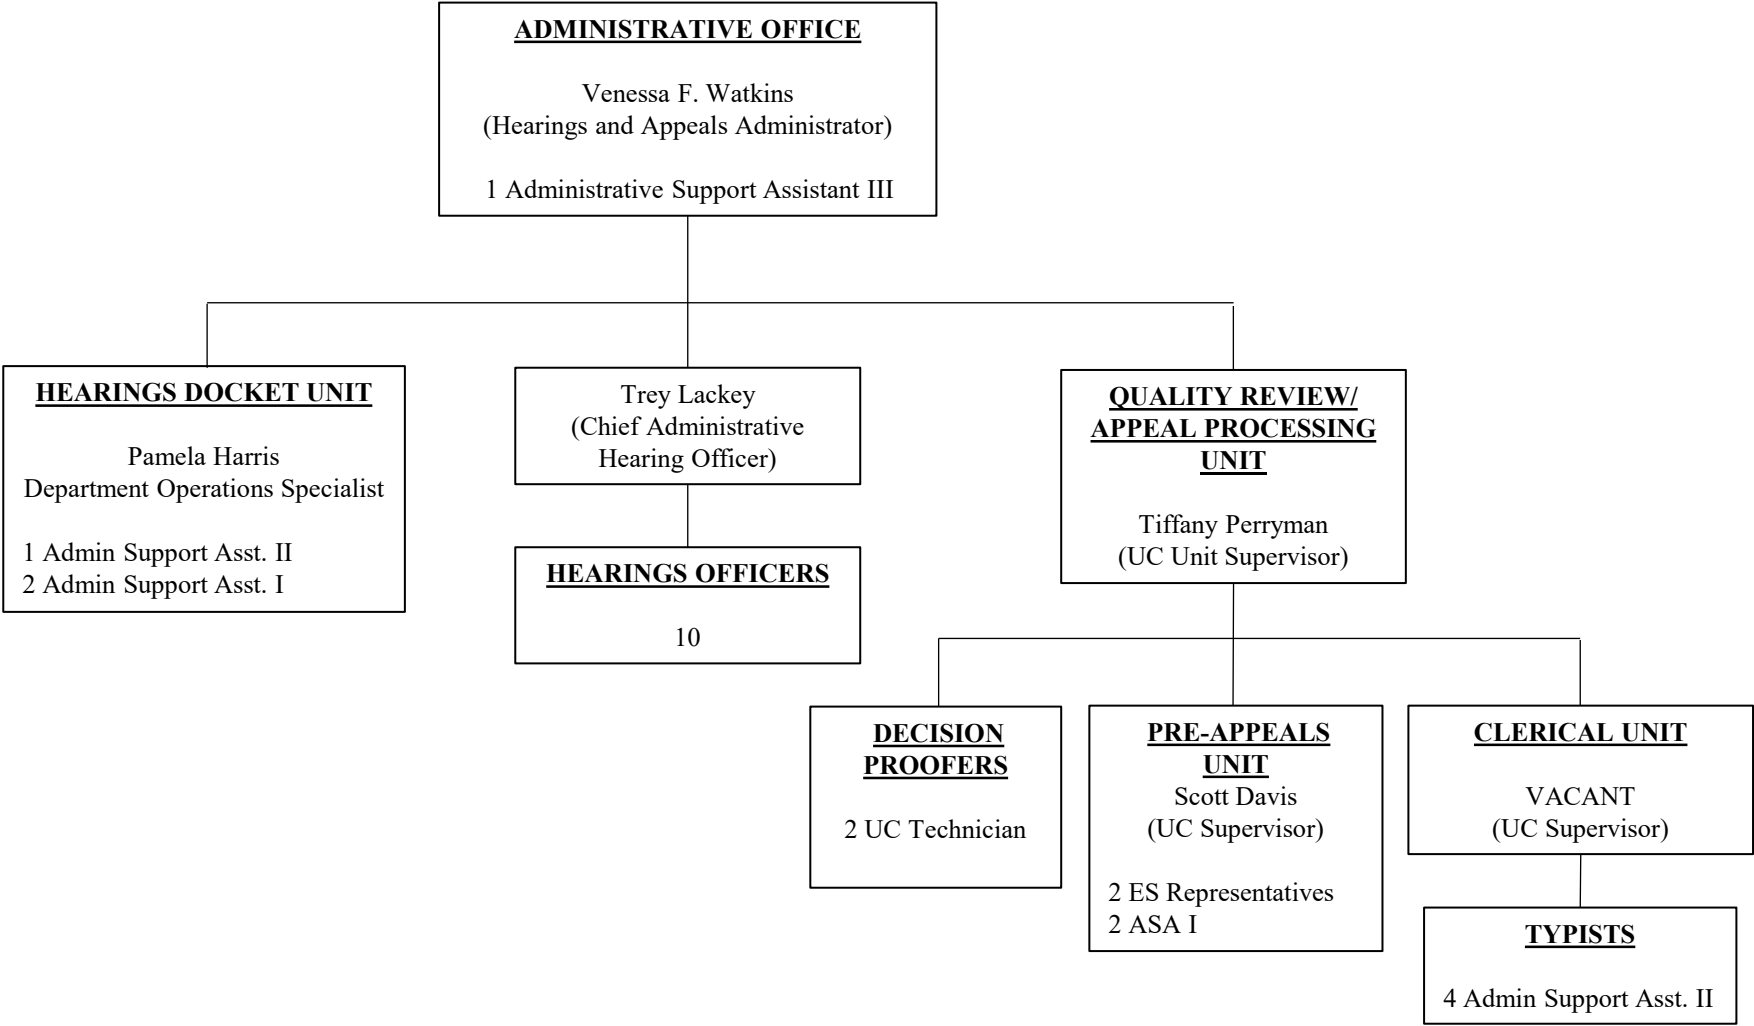 ADMINISTRATIVE OFFICE
Venessa F. Watkins
(Hearings and Appeals Administrator)
1 Administrative Support Assistant III
HEARINGS DOCKET UNIT
Pamela Harris
Department Operations Specialist
1 Admin Support Asst. II
2 Admin Support Asst. I
Trey Lackey
(Chief Administrative
Hearing Officer)
HEARINGS OFFICERS
10
QUALITY REVIEW/
APPEAL PROCESSING
UNIT
Tiffany Perryman
(UC Unit Supervisor)
DECISION
PROOFERS
2 UC Technician
PRE-APPEALS
UNIT
Scott Davis
(UC Supervisor)
2 ES Representatives
2 ASA I
CLERICAL UNIT
VACANT
(UC Supervisor)
TYPISTS
4 Admin Support Asst. II